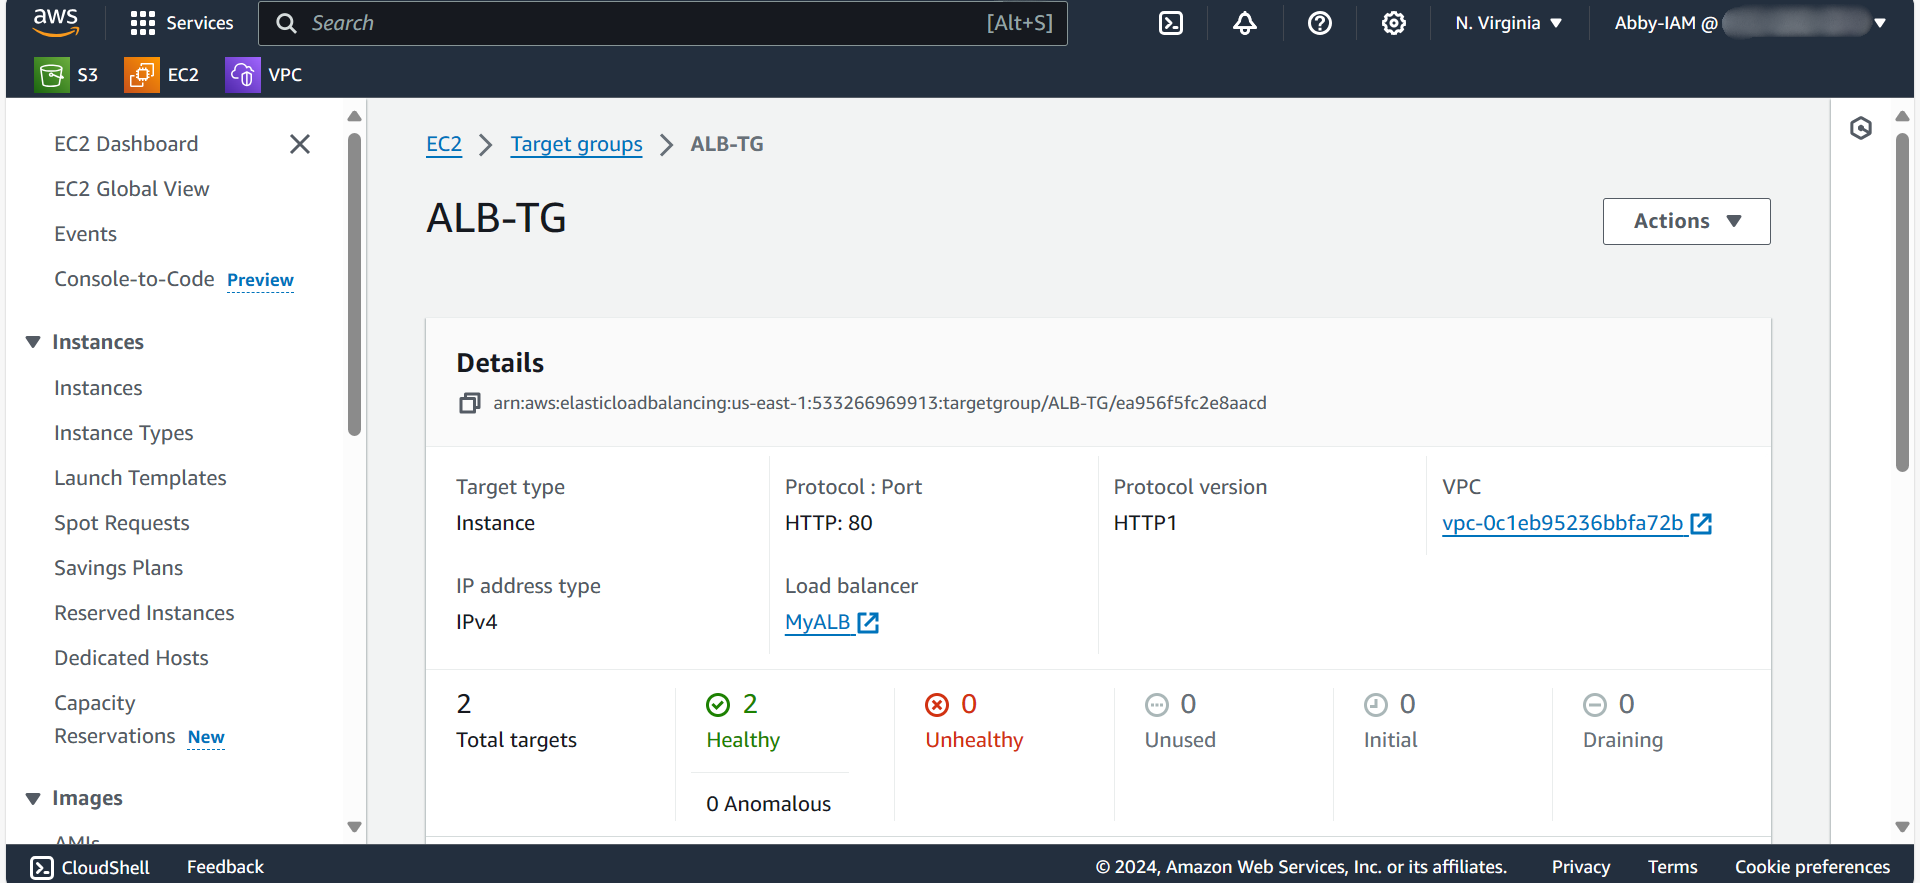 aws
Services
Search
[Alt+S]
N. Virginia
Abby-IAM @
S3
EC2
VPC
EC2 Dashboard
EC2 Global View
Events
Console-to-Code Preview
Instances
Instances
Instance Types
Launch Templates
Spot Requests
Savings Plans
Reserved Instances
Dedicated Hosts
Capacity
Reservations New
Images
AMIs
EC2 > Target groups > ALB-TG
ALB-TG
Actions
Details
arn:aws:elasticloadbalancing:us-east-1:533266969913:targetgroup/ALB-TG/ea956f5fc2e8aacd
Target type
Instance
Protocol : Port
HTTP: 80
Protocol version
HTTP1
VPC
vpc-0c1eb95236bbfa72b
IP address type
IPv4
Load balancer
MyALB
2
Total targets
2
Healthy
0 Anomalous
0
Unhealthy
0
Unused
0
Initial
0
Draining
CloudShell
Feedback
© 2024, Amazon Web Services, Inc. or its affiliates.
Privacy
Terms
Cookie preferences